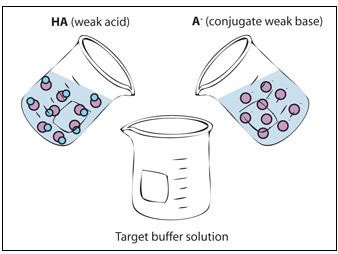 HA (weak acid)
A- (conjugate weak base)
Target buffer solution